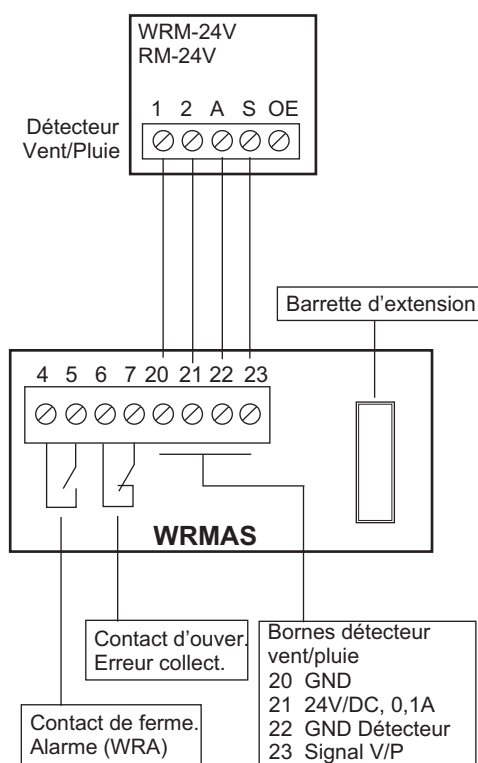 WRM-24V
RM-24V
1 2 A S OE
Détecteur
Vent/Pluie
Barrette d'extension
4 5 6 7 20 21 22 23
WRMAS
Contact d'ouver.
Erreur collect.
Contact de ferme.
Alarme (WRA)
Bornes détecteur
vent/pluie
20 GND
21 24V/DC, 0,1A
22 GND Détecteur
23 Signal V/P